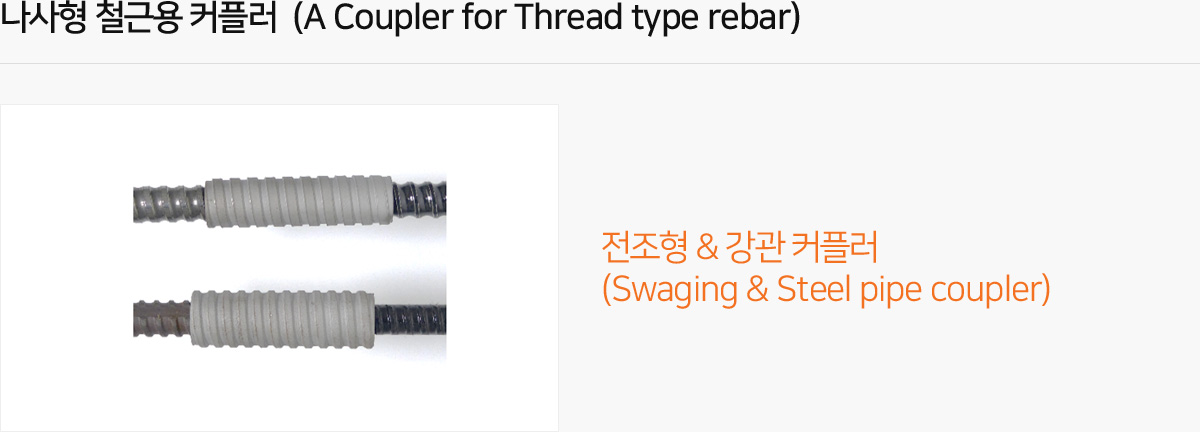 나사형 철근용 커플러 (A Coupler for Thread type rebar)
전조형 & 강관 커플러
(Swaging & Steel pipe coupler)